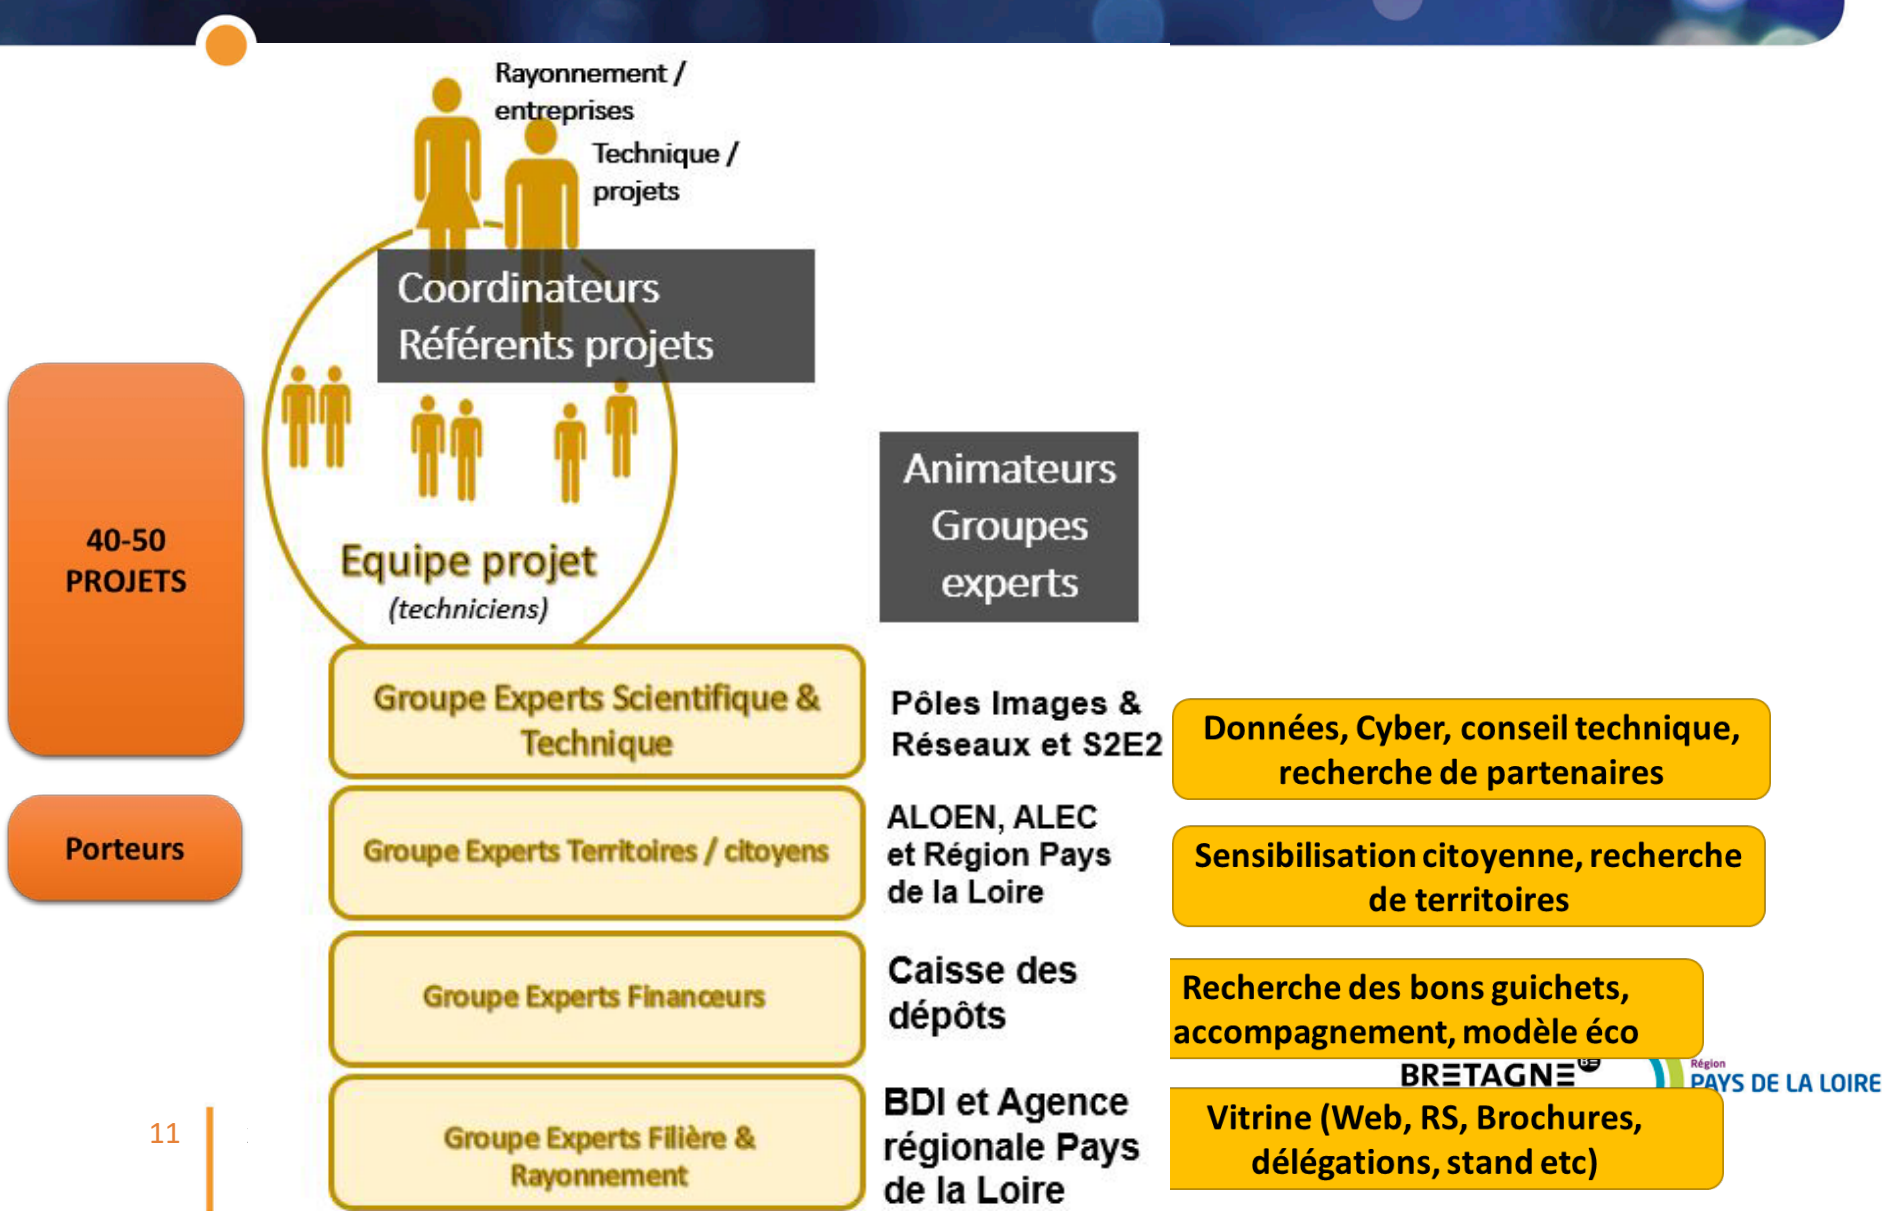 Rayonnement /
entreprises
Technique /
projets
Coordinateurs
Référents projets
40-50
PROJETS
Equipe projet
(techniciens)
Animateurs
Groupes
experts
Porteurs
Groupe Experts Scientifique &
Technique
Pôles Images &
Réseaux et S2E2
Données, Cyber, conseil technique,
recherche de partenaires
Groupe Experts Territoires / citoyens
ALOEN, ALEC
et Région Pays
de la Loire
Sensibilisation citoyenne, recherche
de territoires
Groupe Experts Financeurs
Caisse des
dépôts
Recherche des bons guichets,
accompagnement, modèle éco
BRETAGNE
Région
PAYS DE LA LOIRE
Groupe Experts Filière &
Rayonnement
BDI et Agence
régionale Pays
de la Loire
Vitrine (Web, RS, Brochures,
délégations, stand etc)
11